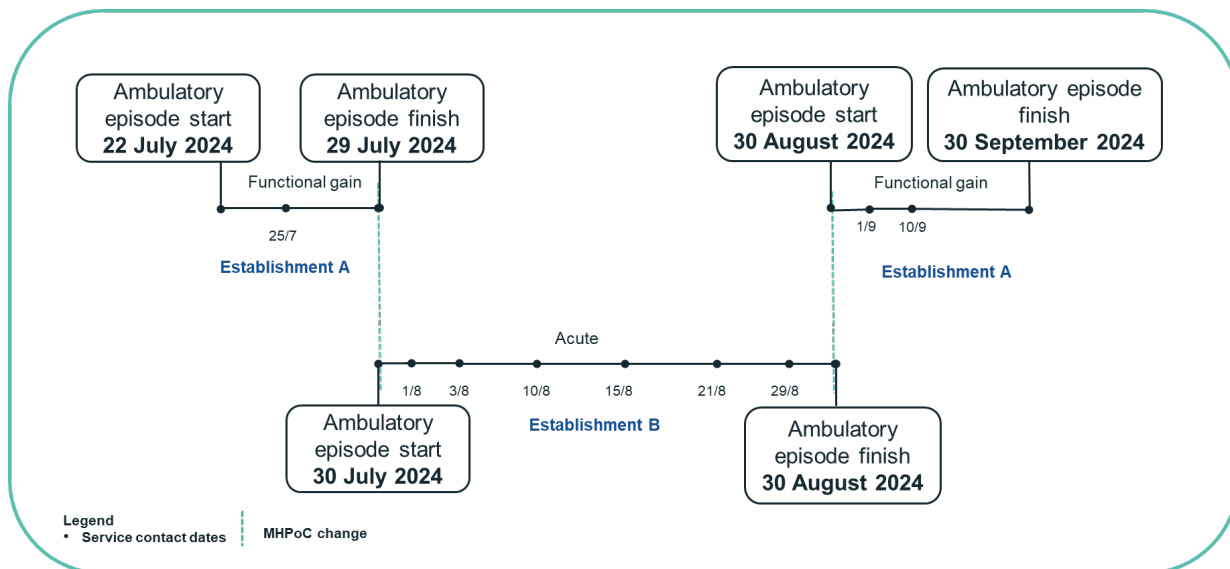 Ambulatory
episode start
22 July 2024
Ambulatory
episode finish
29 July 2024
Ambulatory
episode start
30 August 2024
Ambulatory episode
finish
30 September 2024
Functional gain
Functional gain
25/7
1/9
10/9
Establishment A
Establishment A
Acute
1/8
3/8
10/8
15/8
21/8
29/8
Establishment B
Ambulatory
episode start
30 July 2024
Ambulatory
episode finish
30 August 2024
Legend
• Service contact dates
MHPoC change